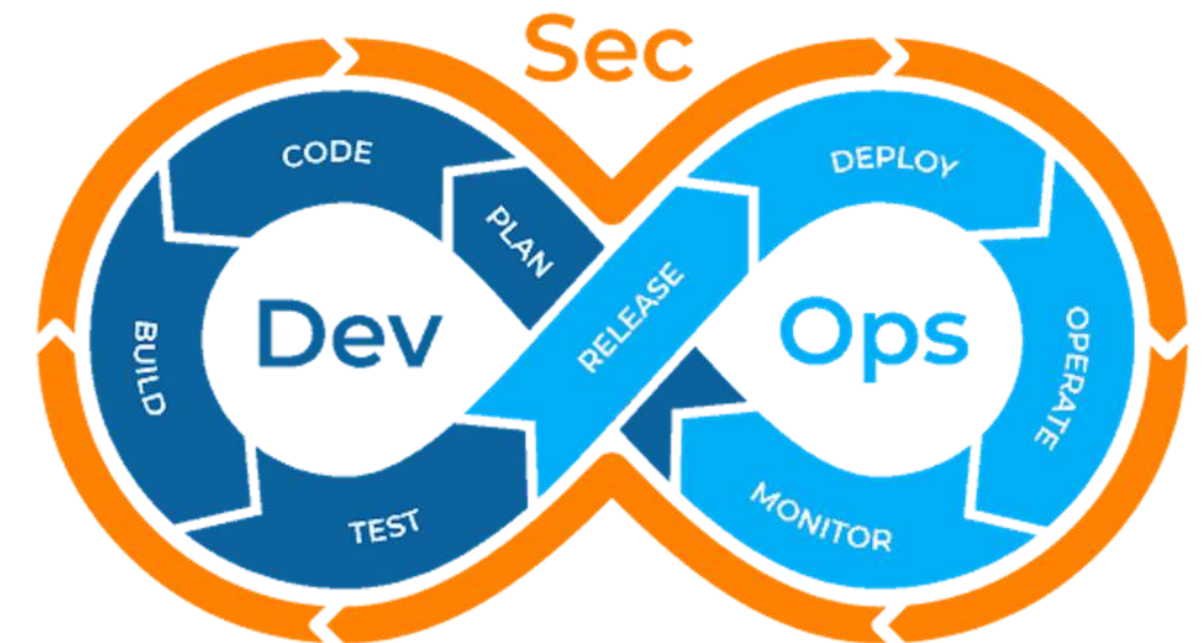 Sec
Dev
Ops
PLAN
CODE
BUILD
TEST
RELEASE
DEPLOY
OPERATE
MONITOR